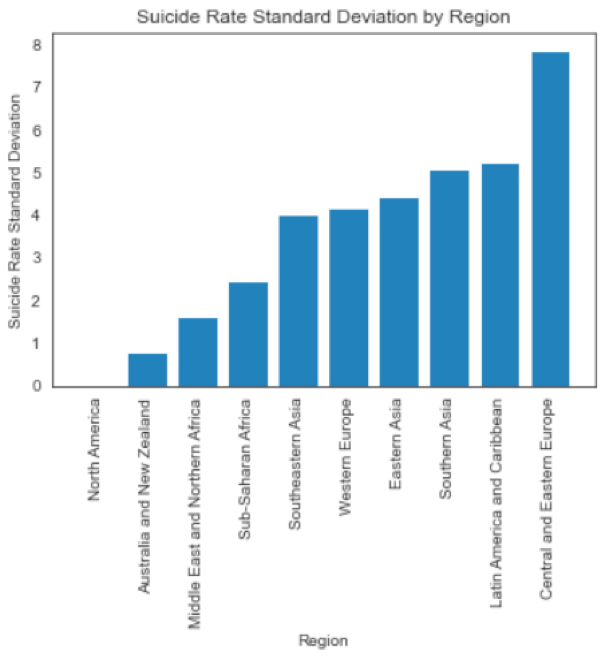 Suicide Rate Standard Deviation by Region
Suicide Rate Standard Deviation
8
7
6
5
4
3
2
1
0
North America
Australia and New Zealand
Middle East and Northern Africa
Sub-Saharan Africa
Southeastern Asia
Western Europe
Eastern Asia
Southern Asia
Latin America and Caribbean
Central and Eastern Europe
Region